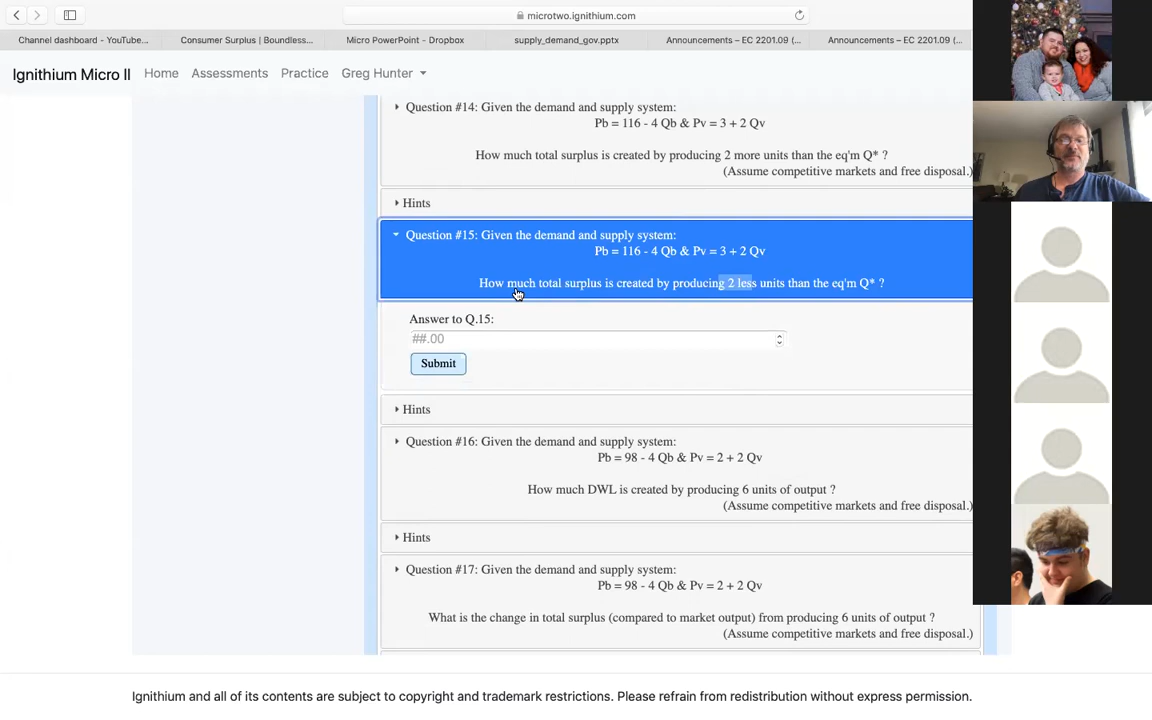 microtwo.ignithium.com
Channel dashboard - YouTube...
Consumer Surplus | Boundless...
Micro PowerPoint - Dropbox
supply_demand_gov.pptx
Announcements – EC 2201.09 (...
Announcements – EC 2201.09 (...
Ignithium Micro II
Home
Assessments
Practice
Greg Hunter
Question #14: Given the demand and supply system:
Pb = 116 - 4 Qb & Pv = 3 + 2 Qv
How much total surplus is created by producing 2 more units than the eq'm Q* ?
(Assume competitive markets and free disposal.)
Hints
Question #15: Given the demand and supply system:
Pb = 116 - 4 Qb & Pv = 3 + 2 Qv
How much total surplus is created by producing 2 less units than the eq'm Q* ?
Answer to Q.15:
##.00
Submit
Hints
Question #16: Given the demand and supply system:
Pb = 98 - 4 Qb & Pv = 2 + 2 Qv
How much DWL is created by producing 6 units of output ?
(Assume competitive markets and free disposal.)
Hints
Question #17: Given the demand and supply system:
Pb = 98 - 4 Qb & Pv = 2 + 2 Qv
What is the change in total surplus (compared to market output) from producing 6 units of output ?
(Assume competitive markets and free disposal.)
Ignithium and all of its contents are subject to copyright and trademark restrictions. Please refrain from redistribution without express permission.